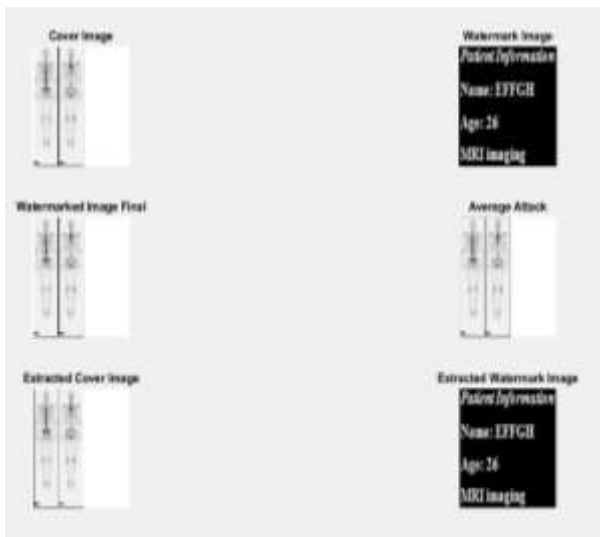 Cover Image
Watermark Image
Patient Information
Name: EFFGH
Age: 26
MRI imaging
Watermarked Image Final
Average Attack
Extracted Cover Image
Extracted Watermark Image
Patient Information
Name: EFFGH
Age: 26
MRI imaging